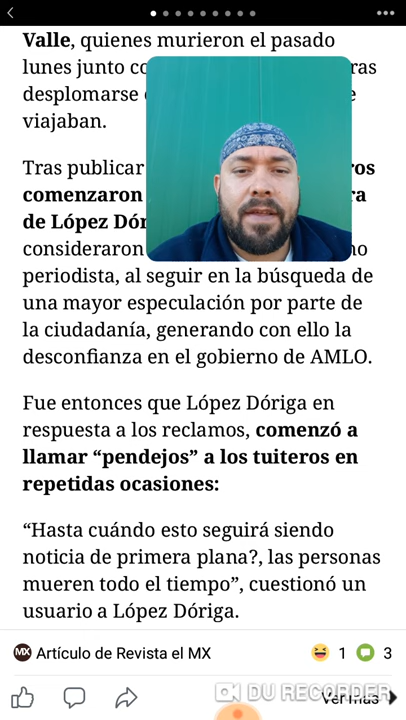 Valle, quienes murieron el pasado
lunes junto
desplomarse
viajaban.
Tras publicar
comenzaron
de López
consideraron
periodista, al seguir en la búsqueda de
una mayor especulación por parte de
la ciudadanía, generando con ello la
desconfianza en el gobierno de AMLO.
Fue entonces que López Dóriga en
respuesta a los reclamos, comenzó a
llamar “pendejos” a los tuiteros en
repetidas ocasiones:
“Hasta cuándo esto seguirá siendo
noticia de primera plana?, las personas
mueren todo el tiempo”, cuestionó un
usuario a López Dóriga.
MX Artículo de Revista el MX 1 3
DU RECORDER
Ver más